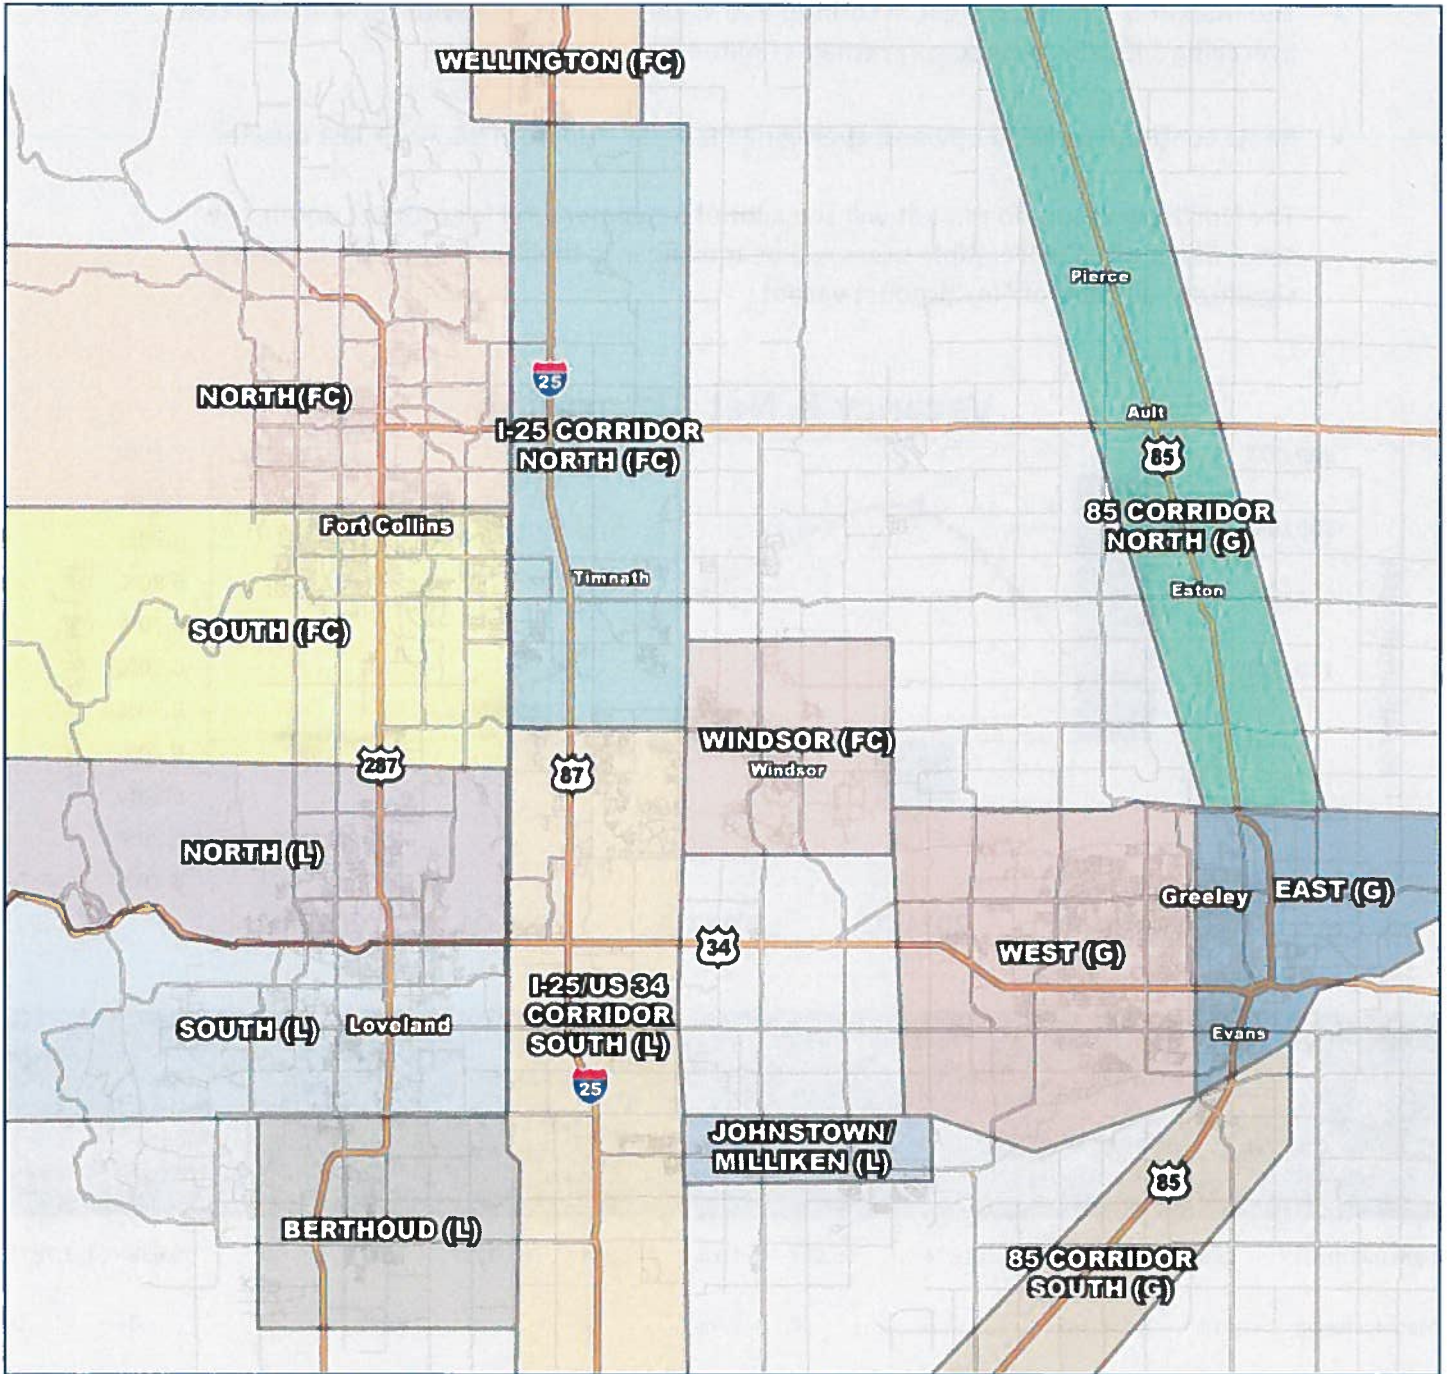 WELLINGTON (FC)
Pierce
25
NORTH(FC)
Ault
I-25 CORRIDOR
NORTH (FC)
85
85 CORRIDOR
NORTH (G)
Fort Collins
Timnath
Eaton
SOUTH (FC)
WINDSOR (FC)
Windsor
287
87
NORTH (L)
Greeley
EAST (G)
34
WEST (G)
I-25/US 34
CORRIDOR
SOUTH (L)
SOUTH (L)
Loveland
Evans
25
JOHNSTOWN/
MILLIKEN (L)
85
BERTHOUD (L)
85 CORRIDOR
SOUTH (G)